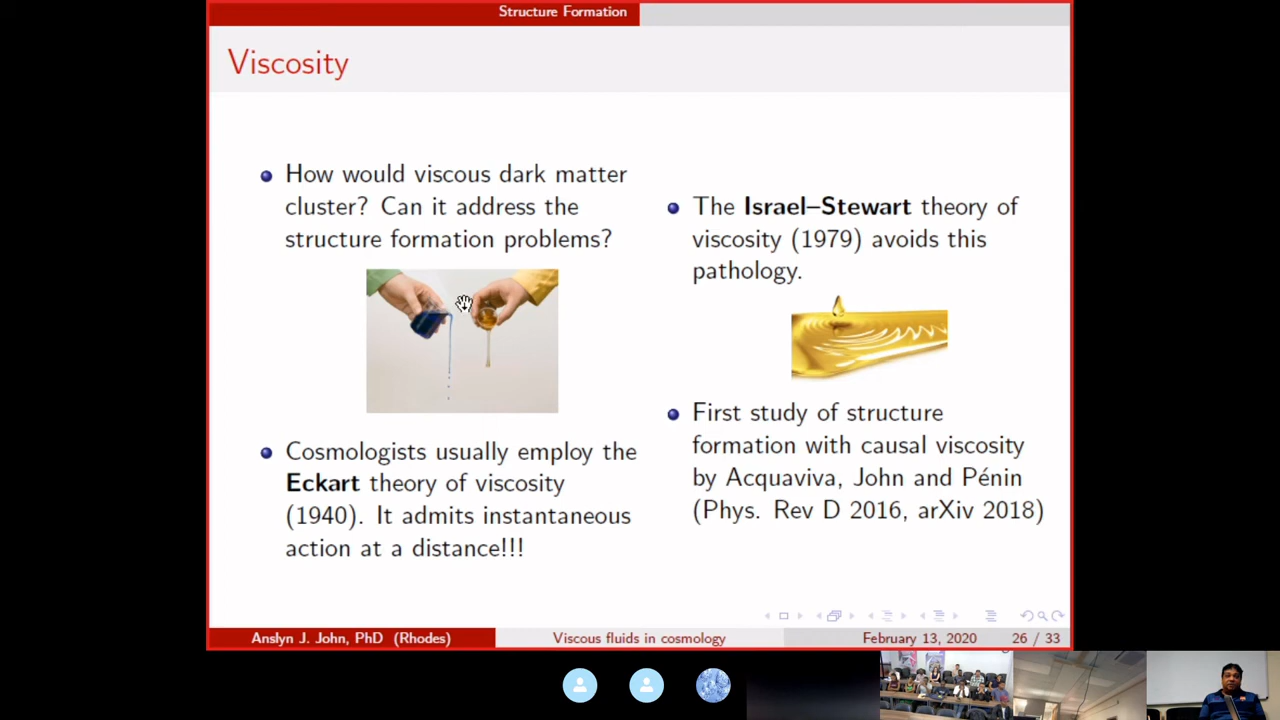 Structure Formation
Viscosity
How would viscous dark matter
cluster? Can it address the
structure formation problems?
Cosmologists usually employ the
Eckart theory of viscosity
(1940). It admits instantaneous
action at a distance!!!
The Israel–Stewart theory of
viscosity (1979) avoids this
pathology.
First study of structure
formation with causal viscosity
by Acquaviva, John and Pénin
(Phys. Rev D 2016, arXiv 2018)
Anslyn J. John, PhD (Rhodes)
Viscous fluids in cosmology
February 13, 2020
26 / 33